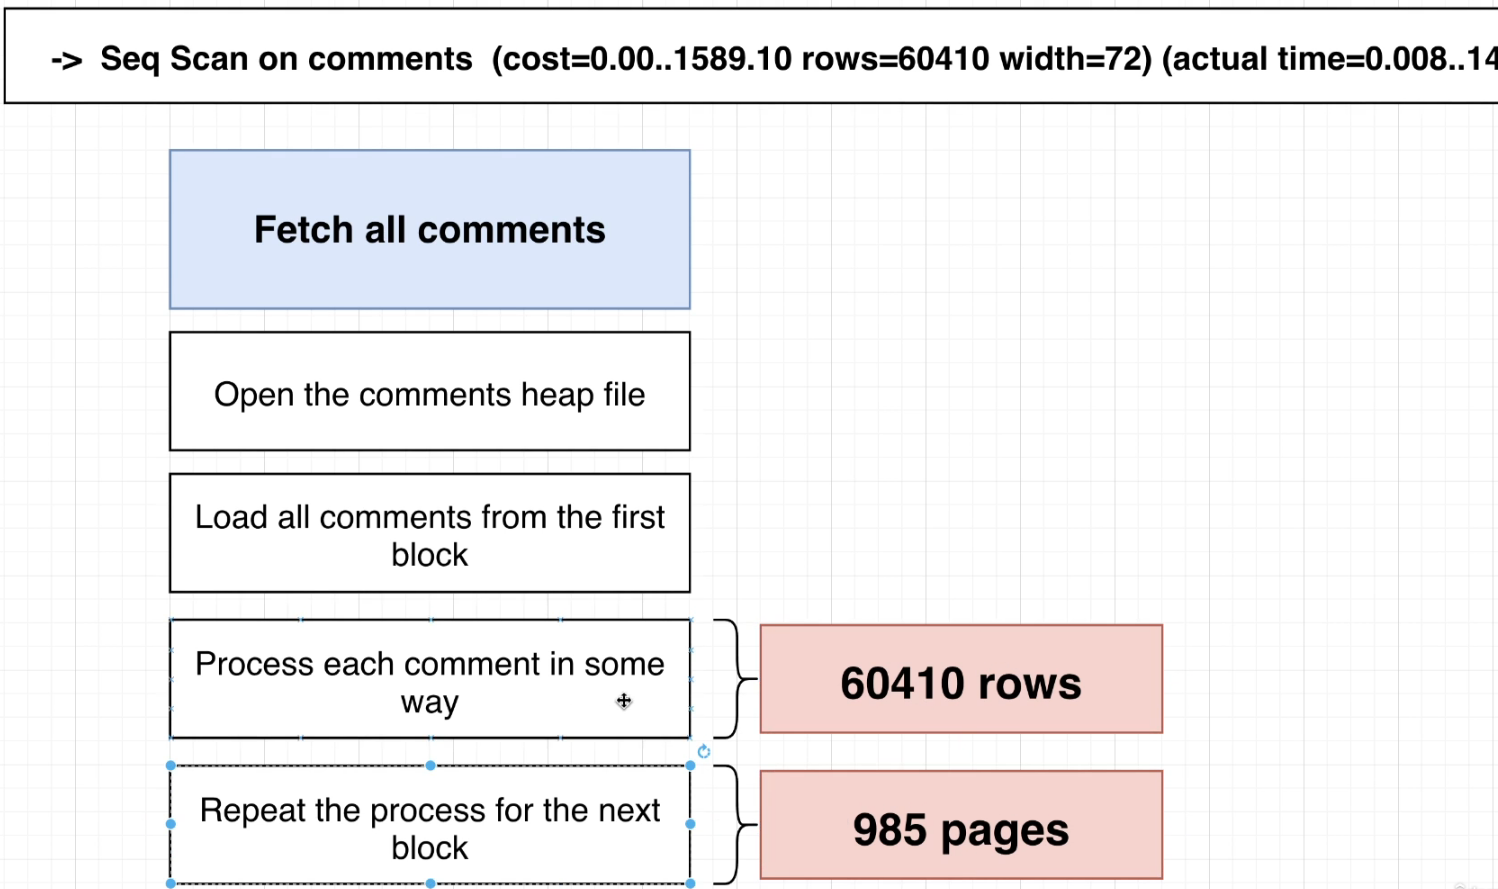 -> Seq Scan on comments (cost=0.00..1589.10 rows=60410 width=72) (actual time=0.008..14
Fetch all comments
Open the comments heap file
Load all comments from the first
block
Process each comment in some
way
60410 rows
Repeat the process for the next
block
985 pages